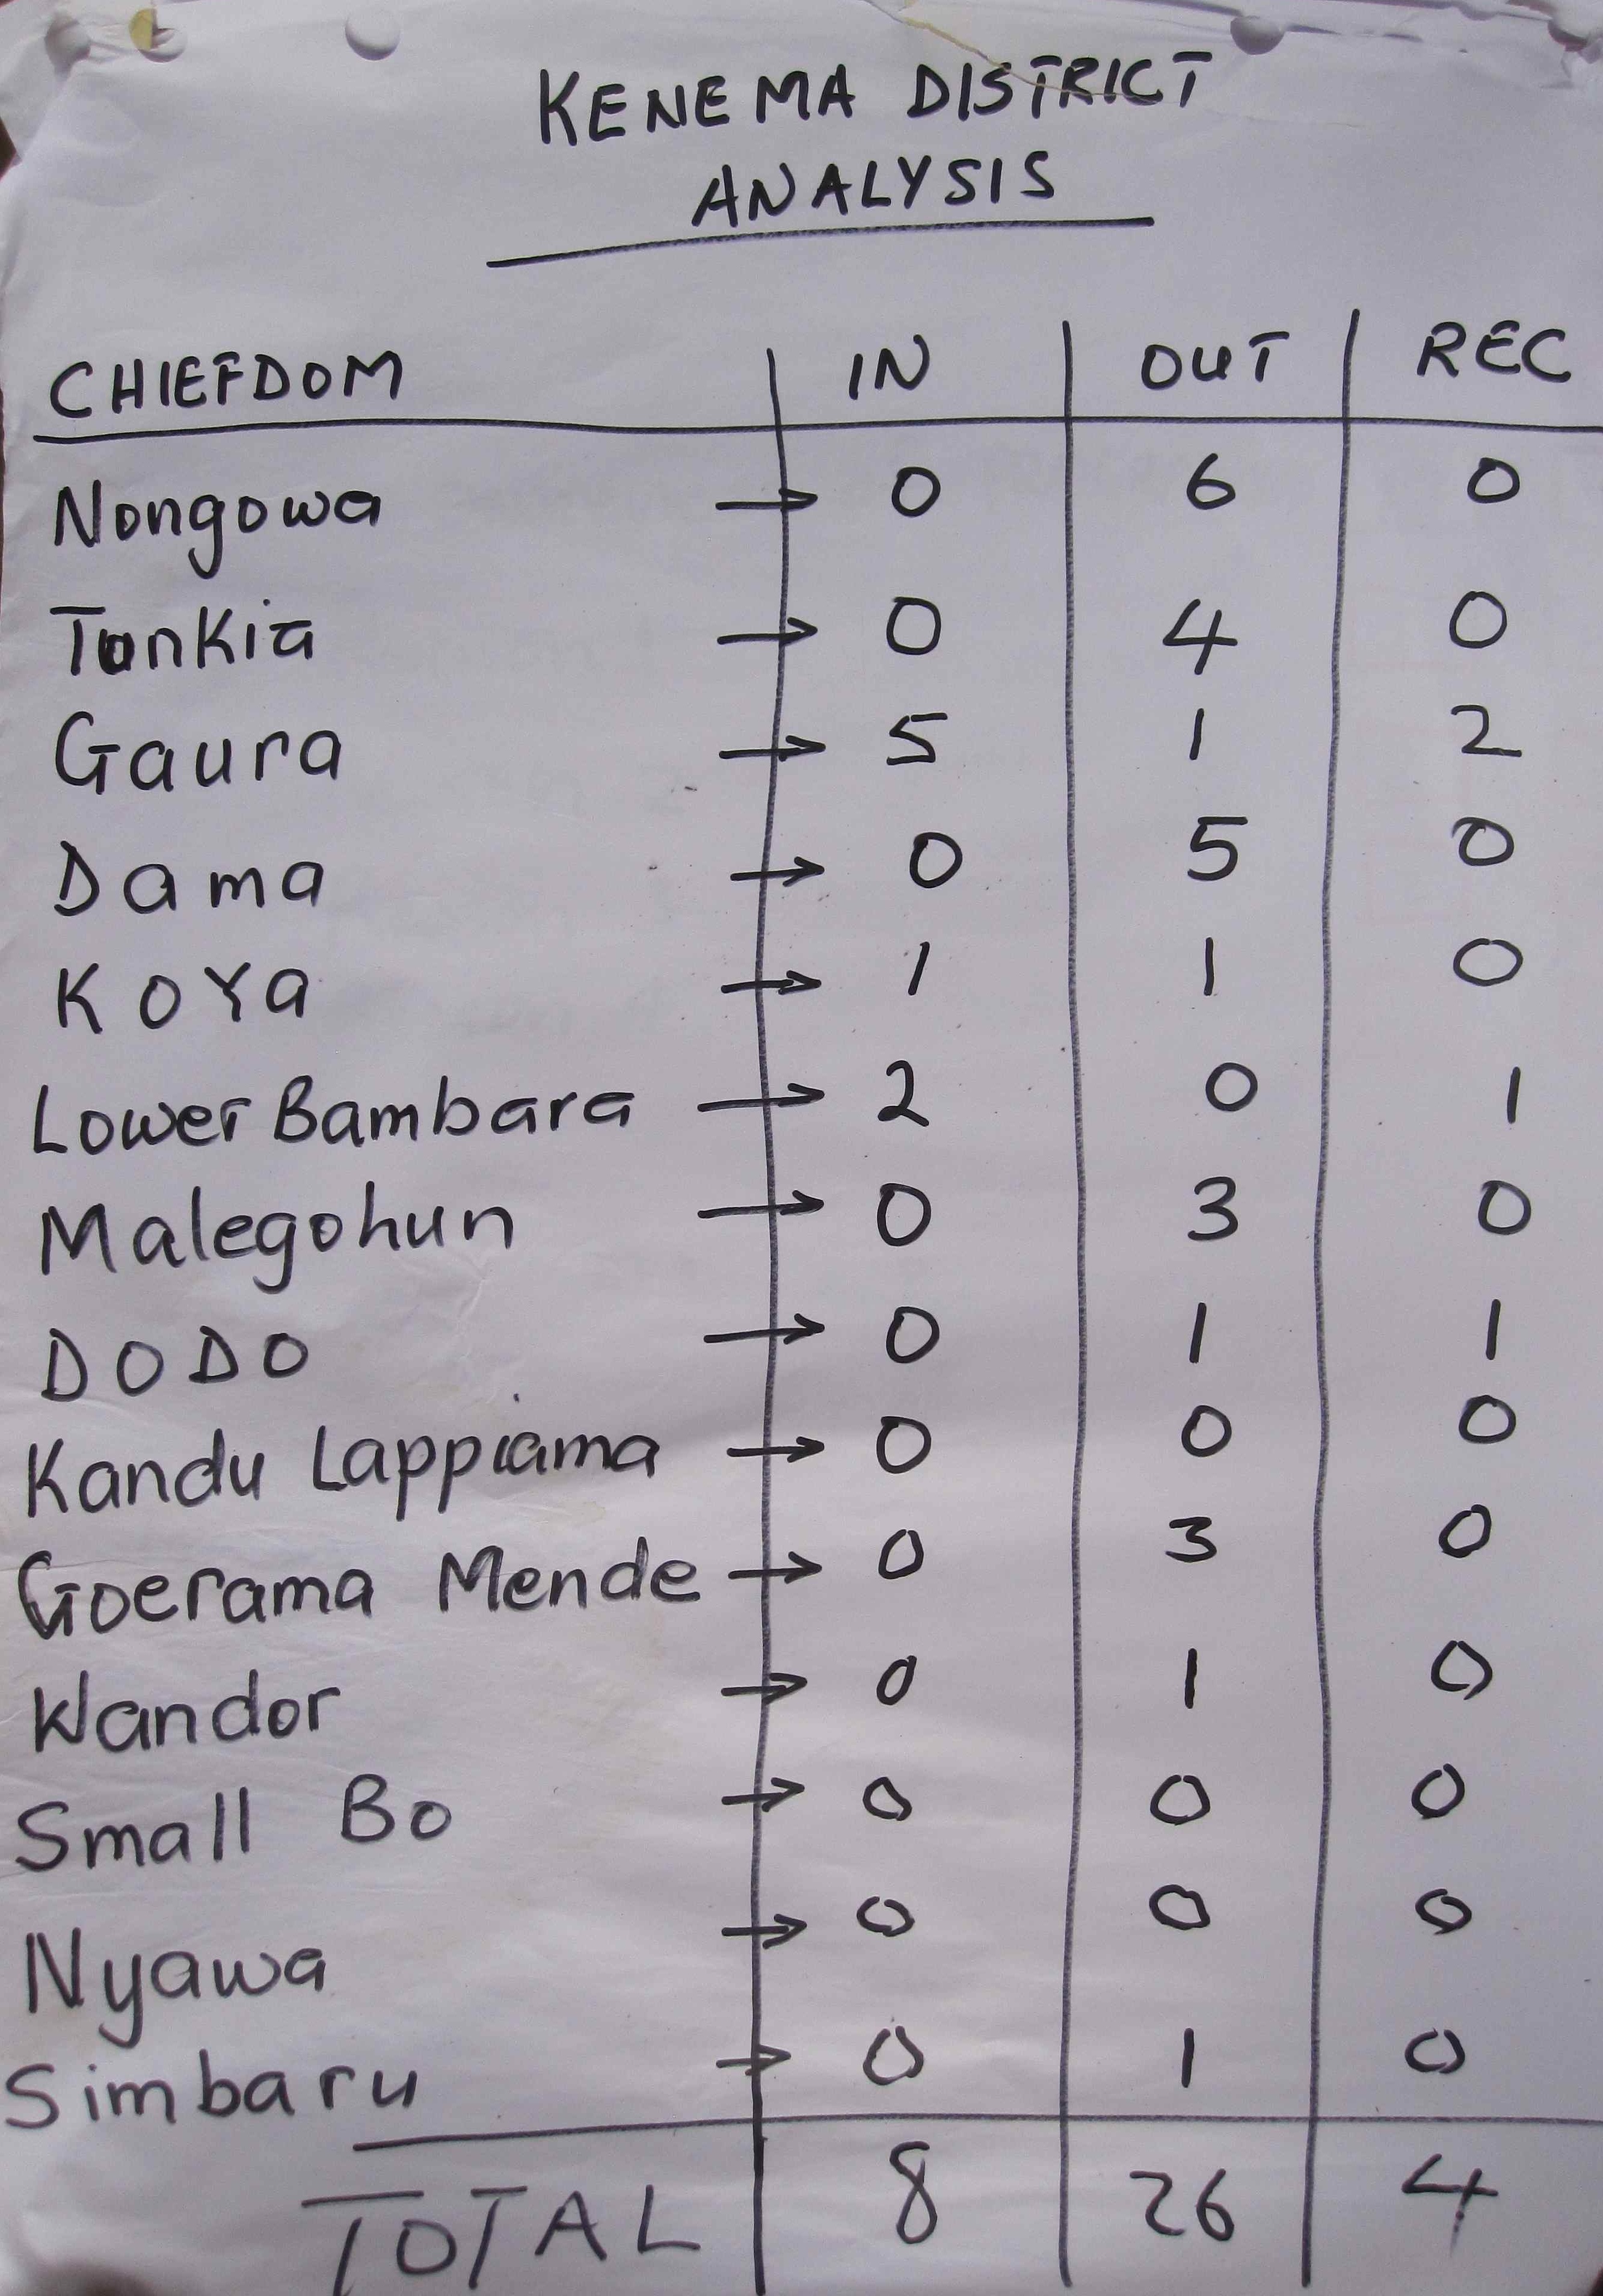 KENEMA DISTRICT
ANALYSIS
CHIEFDOM IN OUT REC
Nongowa → 0 6 0
Tunkia → 0 4 0
Gaura → 5 1 2
Dama → 0 5 0
KOYa → 1 1 0
Lower Bambara → 2 0 1
Malegohun → 0 3 0
DODO → 0 1 1
Kandu Lappiama → 0 0 0
Goerama Mende → 0 3 0
Wandor → 0 1 0
Small Bo → 0 0 0
Nyawa → 0 0 0
Simbaru → 0 1 0
TOTAL 8 26 4